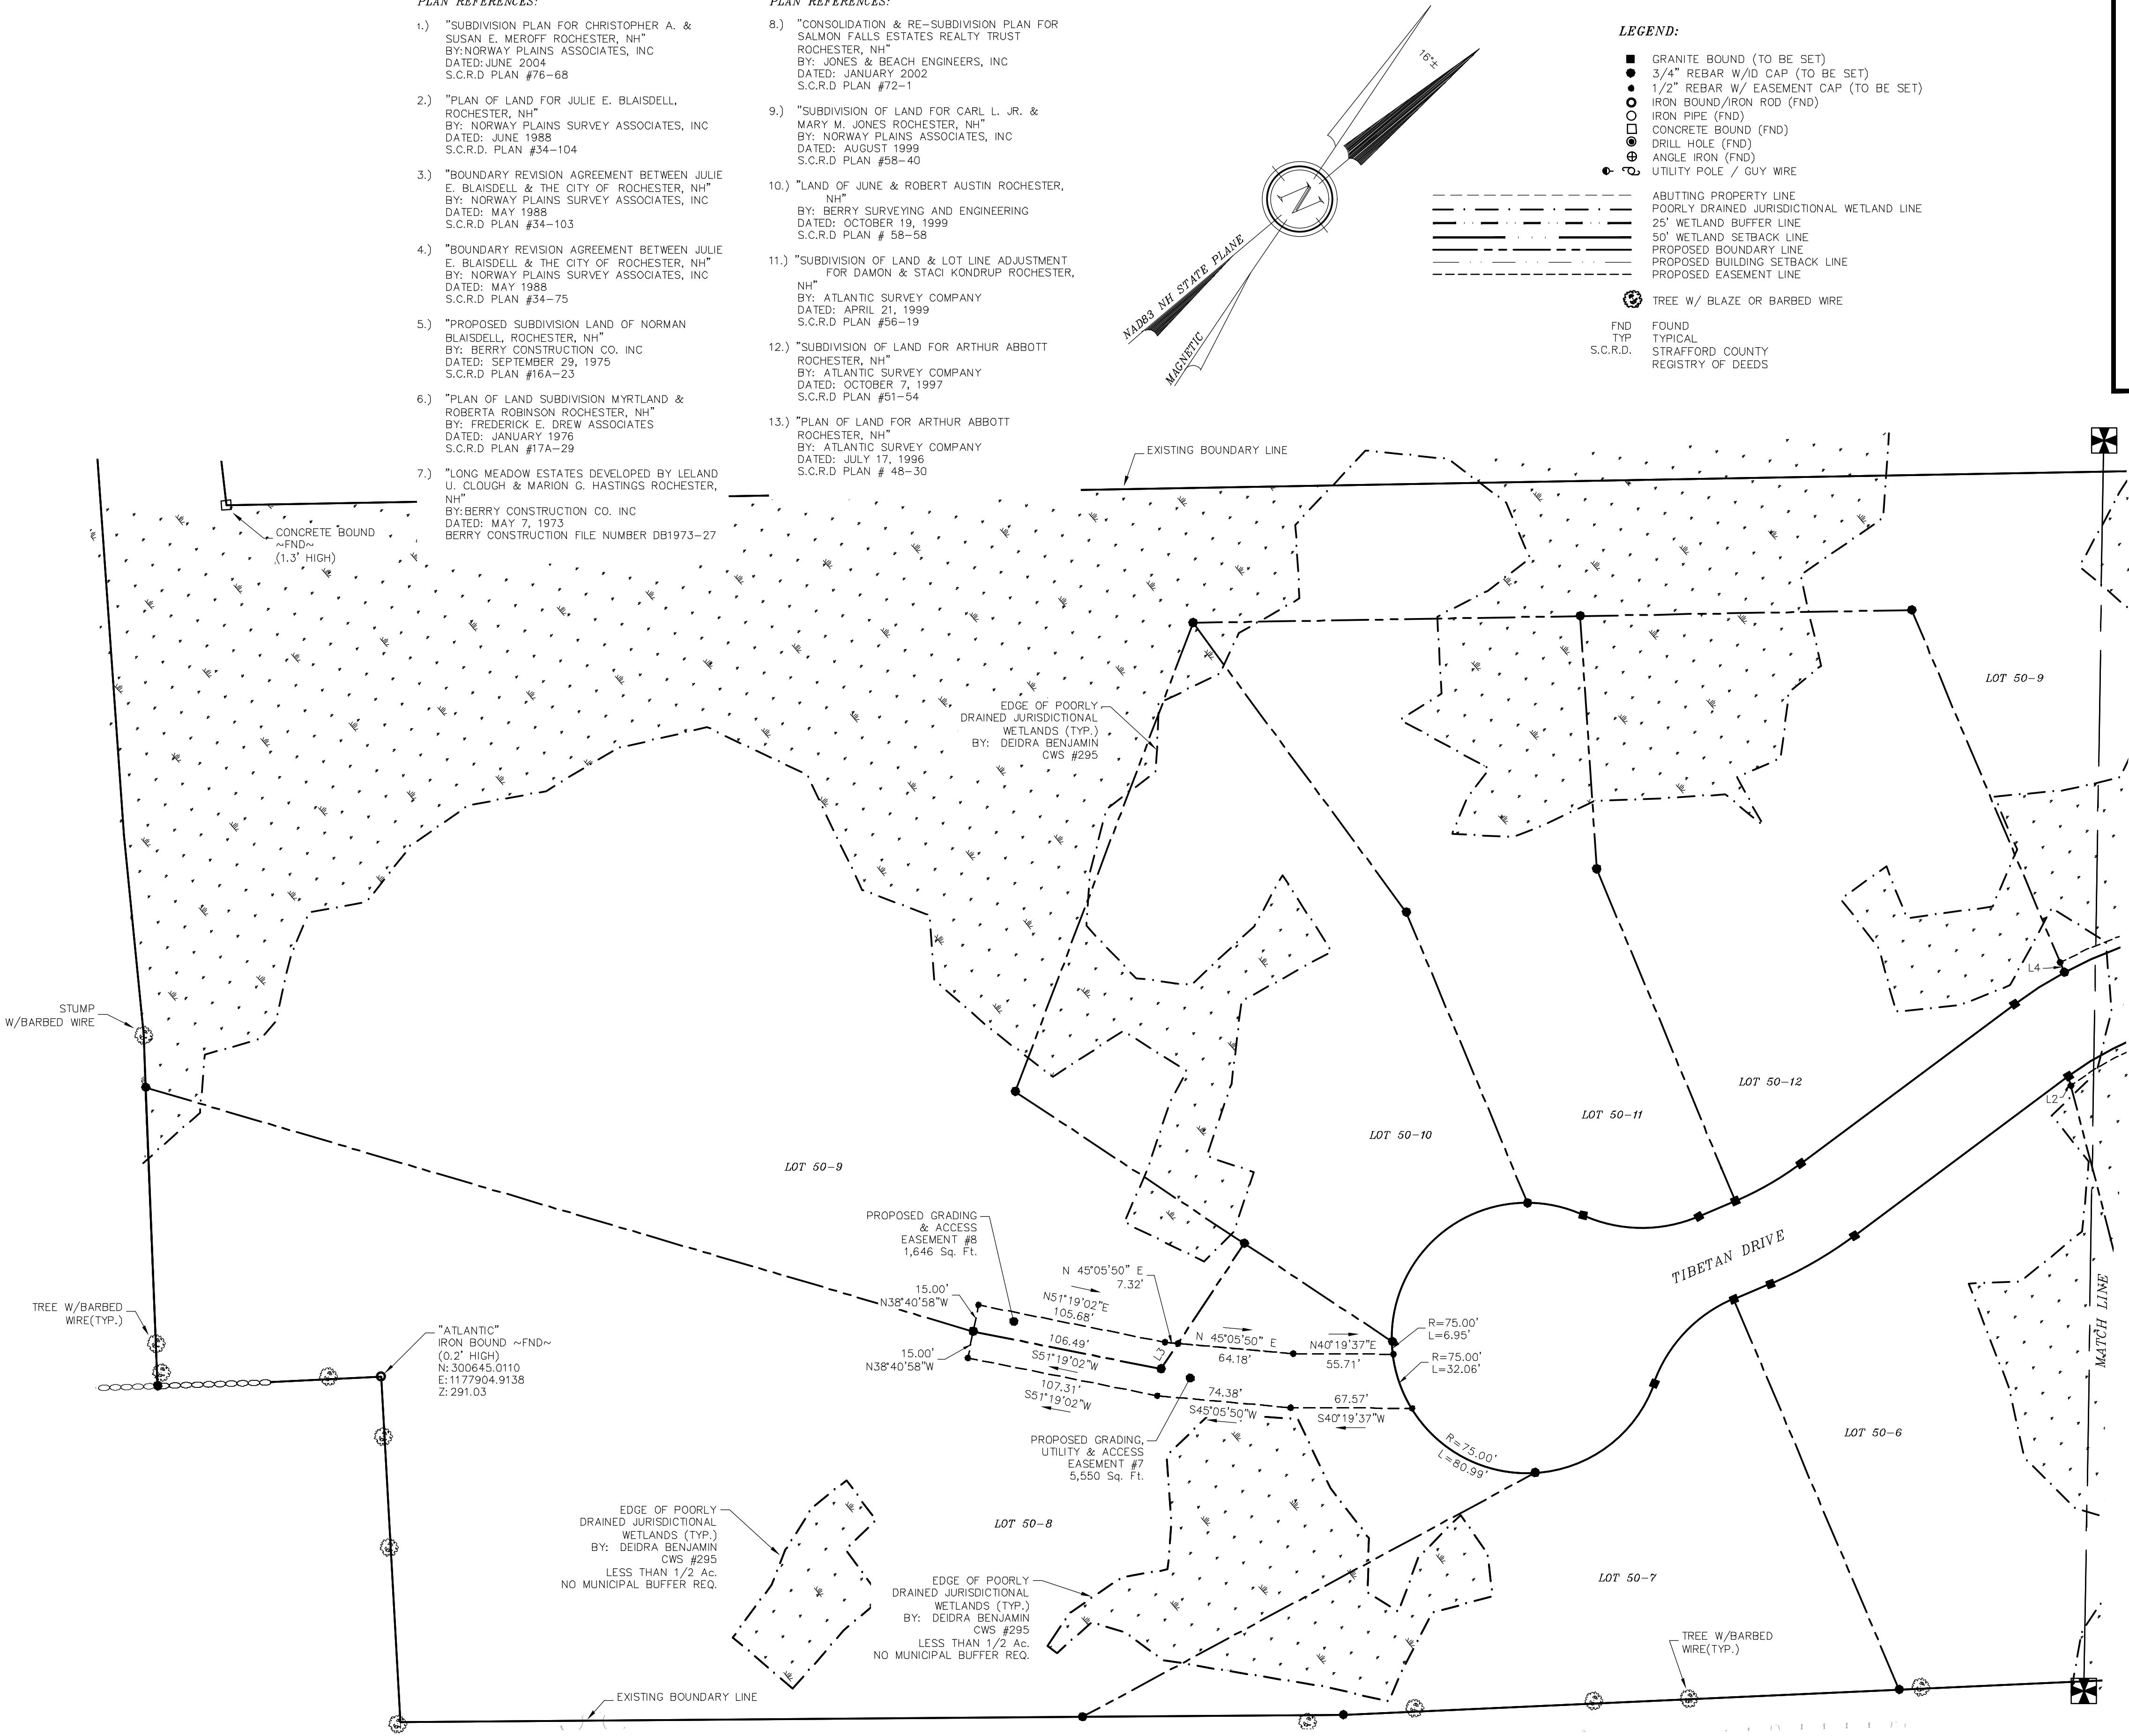 PLAN REFERENCES:
1.) "SUBDIVISION PLAN FOR CHRISTOPHER A. &
SUSAN E. MEROFF ROCHESTER, NH"
BY:NORWAY PLAINS ASSOCIATES, INC
DATED:JUNE 2004
S.C.R.D PLAN #76-68
2.) "PLAN OF LAND FOR JULIE E. BLAISDELL,
ROCHESTER, NH"
BY: NORWAY PLAINS SURVEY ASSOCIATES, INC
DATED: JUNE 1988
S.C.R.D. PLAN #34-104
3.) "BOUNDARY REVISION AGREEMENT BETWEEN JULIE
E. BLAISDELL & THE CITY OF ROCHESTER, NH"
BY: NORWAY PLAINS SURVEY ASSOCIATES, INC
DATED: MAY 1988
S.C.R.D PLAN #34-103
4.) "BOUNDARY REVISION AGREEMENT BETWEEN JULIE
E. BLAISDELL & THE CITY OF ROCHESTER, NH"
BY: NORWAY PLAINS SURVEY ASSOCIATES, INC
DATED: MAY 1988
S.C.R.D PLAN #34-75
5.) "PROPOSED SUBDIVISION LAND OF NORMAN
BLAISDELL, ROCHESTER, NH"
BY: BERRY CONSTRUCTION CO. INC
DATED: SEPTEMBER 29, 1975
S.C.R.D PLAN #16A-23
6.) "PLAN OF LAND SUBDIVISION MYRTLAND &
ROBERTA ROBINSON ROCHESTER, NH"
BY: FREDERICK E. DREW ASSOCIATES
DATED: JANUARY 1976
S.C.R.D PLAN #17A-29
7.) "LONG MEADOW ESTATES DEVELOPED BY LELAND
U. CLOUGH & MARION G. HASTINGS ROCHESTER,
NH"
BY:BERRY CONSTRUCTION CO. INC
DATED: MAY 7, 1973
BERRY CONSTRUCTION FILE NUMBER DB1973-27
PLAN REFERENCES:
8.) "CONSOLIDATION & RE-SUBDIVISION PLAN FOR
SALMON FALLS ESTATES REALTY TRUST
ROCHESTER, NH"
BY: JONES & BEACH ENGINEERS, INC
DATED: JANUARY 2002
S.C.R.D PLAN #72-1
9.) "SUBDIVISION OF LAND FOR CARL L. JR. &
MARY M. JONES ROCHESTER, NH"
BY: NORWAY PLAINS ASSOCIATES, INC
DATED: AUGUST 1999
S.C.R.D PLAN #58-40
10.) "LAND OF JUNE & ROBERT AUSTIN ROCHESTER,
NH"
BY: BERRY SURVEYING AND ENGINEERING
DATED: OCTOBER 19, 1999
S.C.R.D PLAN # 58-58
11.) "SUBDIVISION OF LAND & LOT LINE ADJUSTMENT
FOR DAMON & STACI KONDRUP ROCHESTER,
NH"
BY: ATLANTIC SURVEY COMPANY
DATED: APRIL 21, 1999
S.C.R.D PLAN #56-19
12.) "SUBDIVISION OF LAND FOR ARTHUR ABBOTT
ROCHESTER, NH"
BY: ATLANTIC SURVEY COMPANY
DATED: OCTOBER 7, 1997
S.C.R.D PLAN #51-54
13.) "PLAN OF LAND FOR ARTHUR ABBOTT
ROCHESTER, NH"
BY: ATLANTIC SURVEY COMPANY
DATED: JULY 17, 1996
S.C.R.D PLAN # 48-30
16°±
N
NAD83 NH STATE PLANE
MAGNETIC
LEGEND:
GRANITE BOUND (TO BE SET)
3/4" REBAR W/ID CAP (TO BE SET)
1/2" REBAR W/ EASEMENT CAP (TO BE SET)
IRON BOUND/IRON ROD (FND)
IRON PIPE (FND)
CONCRETE BOUND (FND)
DRILL HOLE (FND)
ANGLE IRON (FND)
UTILITY POLE / GUY WIRE
ABUTTING PROPERTY LINE
POORLY DRAINED JURISDICTIONAL WETLAND LINE
25' WETLAND BUFFER LINE
50' WETLAND SETBACK LINE
PROPOSED BOUNDARY LINE
PROPOSED BUILDING SETBACK LINE
PROPOSED EASEMENT LINE
TREE W/ BLAZE OR BARBED WIRE
FND FOUND
TYP TYPICAL
S.C.R.D. STRAFFORD COUNTY
REGISTRY OF DEEDS
EXISTING BOUNDARY LINE
CONCRETE BOUND
~FND~
(1.3' HIGH)
LOT 50-9
EDGE OF POORLY
DRAINED JURISDICTIONAL
WETLANDS (TYP.)
BY: DEIDRA BENJAMIN
CWS #295
STUMP
W/BARBED WIRE
L4
LOT 50-12
L2
LOT 50-11
LOT 50-10
LOT 50-9
PROPOSED GRADING
& ACCESS
EASEMENT #8
1,646 Sq. Ft.
TIBETAN DRIVE
MATCH LINE
N 45°05'50" E
7.32'
15.00'
N38°40'58"W
N51°19'02"E
105.68'
TREE W/BARBED
WIRE(TYP.)
"ATLANTIC"
IRON BOUND ~FND~
(0.2' HIGH)
N: 300645.0110
E: 1177904.9138
Z: 291.03
106.49'
S51°19'02"W
L3
N 45°05'50" E
64.18'
N40°19'37"E
55.71'
R=75.00'
L=6.95'
R=75.00'
L=32.06'
15.00'
N38°40'58"W
107.31'
S51°19'02"W
74.38'
S45°05'50"W
67.57'
S40°19'37"W
R=75.00'
L=80.99'
PROPOSED GRADING,
UTILITY & ACCESS
EASEMENT #7
5,550 Sq. Ft.
LOT 50-6
EDGE OF POORLY
DRAINED JURISDICTIONAL
WETLANDS (TYP.)
BY: DEIDRA BENJAMIN
CWS #295
LESS THAN 1/2 Ac.
NO MUNICIPAL BUFFER REQ.
LOT 50-8
EDGE OF POORLY
DRAINED JURISDICTIONAL
WETLANDS (TYP.)
BY: DEIDRA BENJAMIN
CWS #295
LESS THAN 1/2 Ac.
NO MUNICIPAL BUFFER REQ.
LOT 50-7
TREE W/BARBED
WIRE(TYP.)
EXISTING BOUNDARY LINE